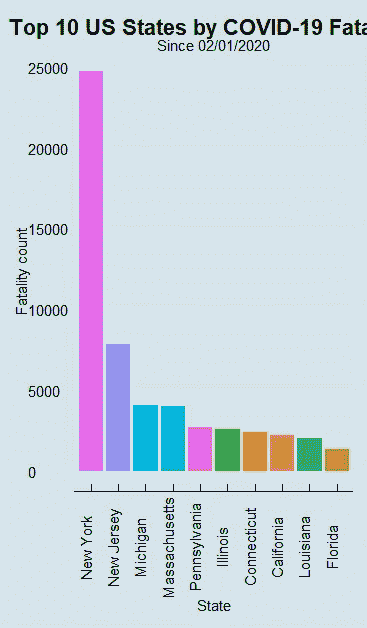 Top 10 US States by COVID-19 Fata
Since 02/01/2020
25000
20000
15000
10000
5000
0
Fatality count
New York
New Jersey
Michigan
Massachusetts
Pennsylvania
Illinois
Connecticut
California
Louisiana
Florida
State